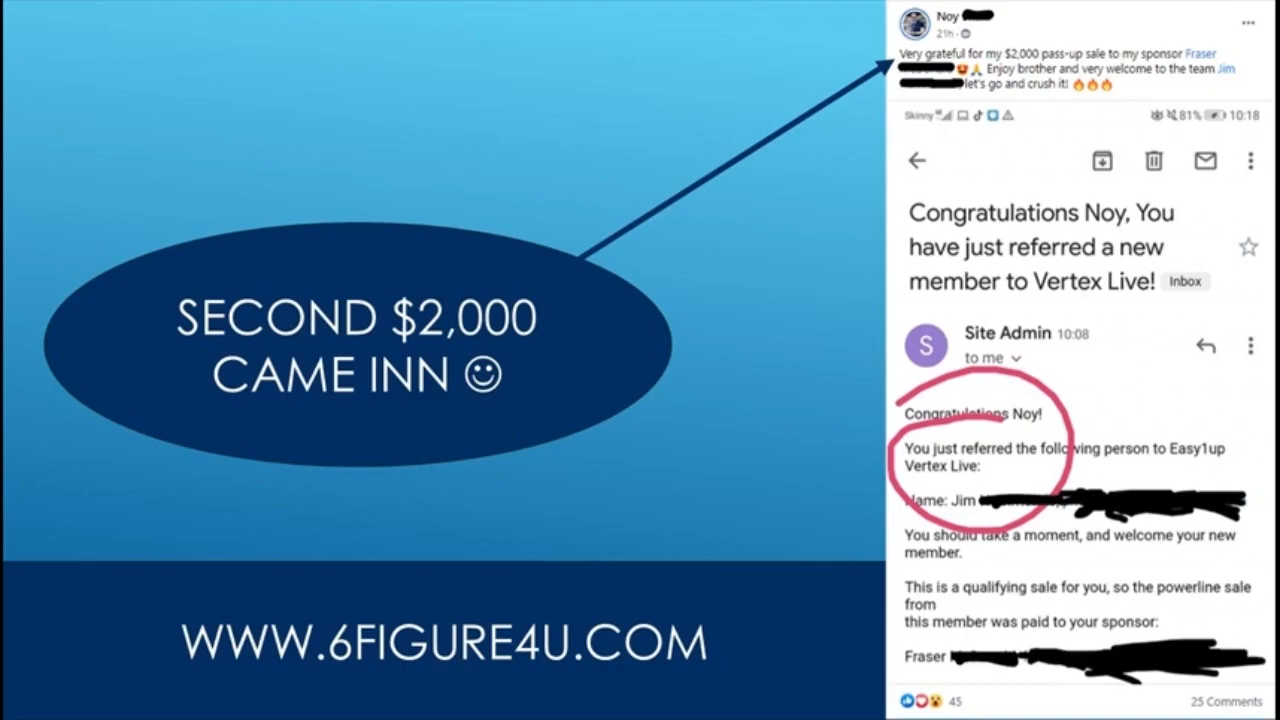 SECOND $2,000
CAME INN ☺
WWW.6FIGURE4U.COM
Noy
21h ·
Very grateful for my $2,000 pass-up sale to my sponsor Fraser
😍🙏 Enjoy brother and very welcome to the team Jim
let's go and crush it! 🔥🔥🔥
Skinny 81% 10:18
Congratulations Noy, You
have just referred a new
member to Vertex Live! Inbox
S
Site Admin 10:08
to me
Congratulations Noy!
You just referred the following person to Easy1up
Vertex Live:
Name: Jim
You should take a moment, and welcome your new
member.
This is a qualifying sale for you, so the powerline sale
from
this member was paid to your sponsor:
Fraser
45 25 Comments